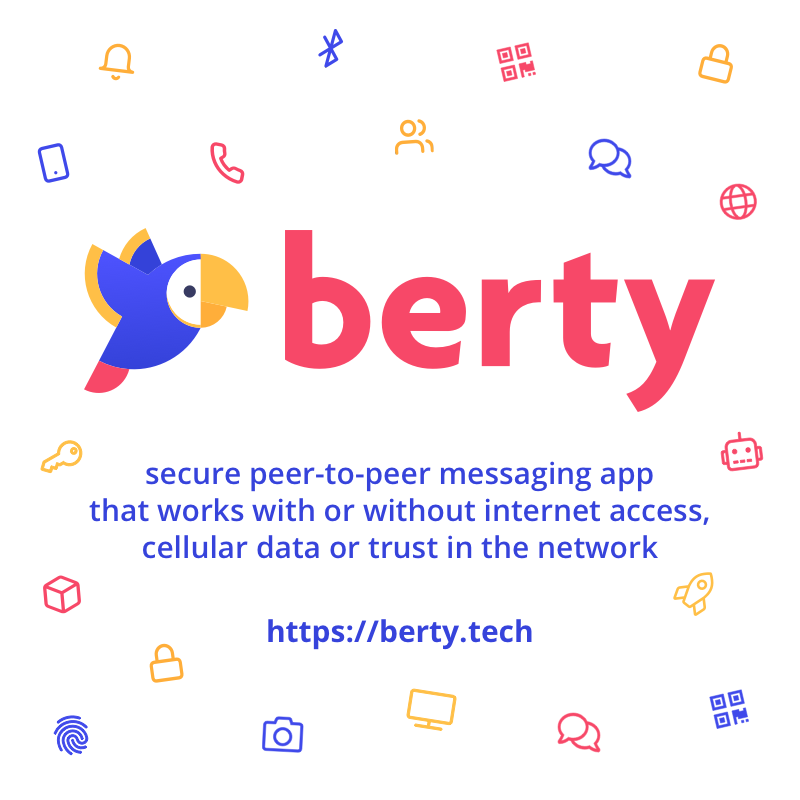 berty
secure peer-to-peer messaging app
that works with or without internet access,
cellular data or trust in the network
https://berty.tech